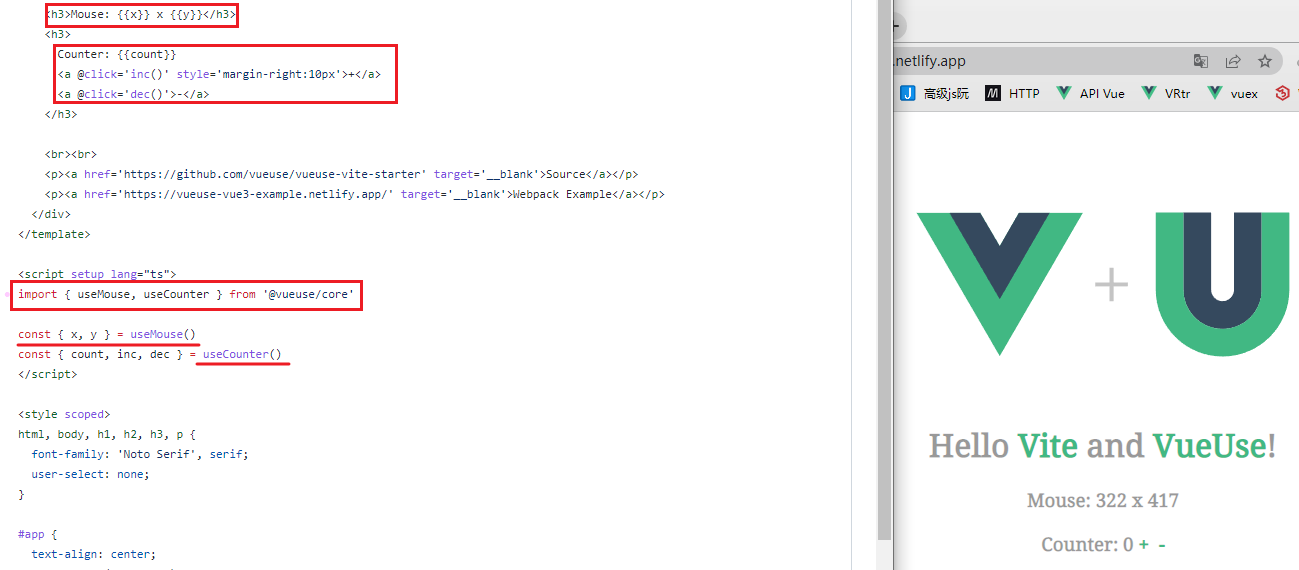 <h3>Mouse: {{x}} x {{y}}</h3>
<h3>
Counter: {{count}}
<a @click='inc()' style='margin-right:10px'>+</a>
<a @click='dec()'>-</a>
</h3>
<br><br>
<p><a href='https://github.com/vueuse/vueuse-vite-starter' target='__blank'>Source</a></p>
<p><a href='https://vueuse-vue3-example.netlify.app/' target='__blank'>Webpack Example</a></p>
</div>
</template>
<script setup lang="ts">
import { useMouse, useCounter } from '@vueuse/core'
const { x, y } = useMouse()
const { count, inc, dec } = useCounter()
</script>
<style scoped>
html, body, h1, h2, h3, p {
font-family: 'Noto Serif', serif;
user-select: none;
}
#app {
text-align: center;
.netlify.app
高级js阮 HTTP API Vue VRtr vuex
Hello Vite and VueUse!
Mouse: 322 x 417
Counter: 0 + -